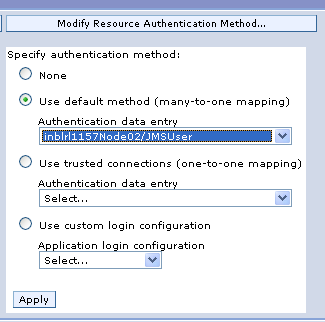 Modify Resource Authentication Method...
Specify authentication method:
None
Use default method (many-to-one mapping)
Authentication data entry
inblrl1157Node02/JMSUser
Use trusted connections (one-to-one mapping)
Authentication data entry
Select...
Use custom login configuration
Application login configuration
Select...
Apply